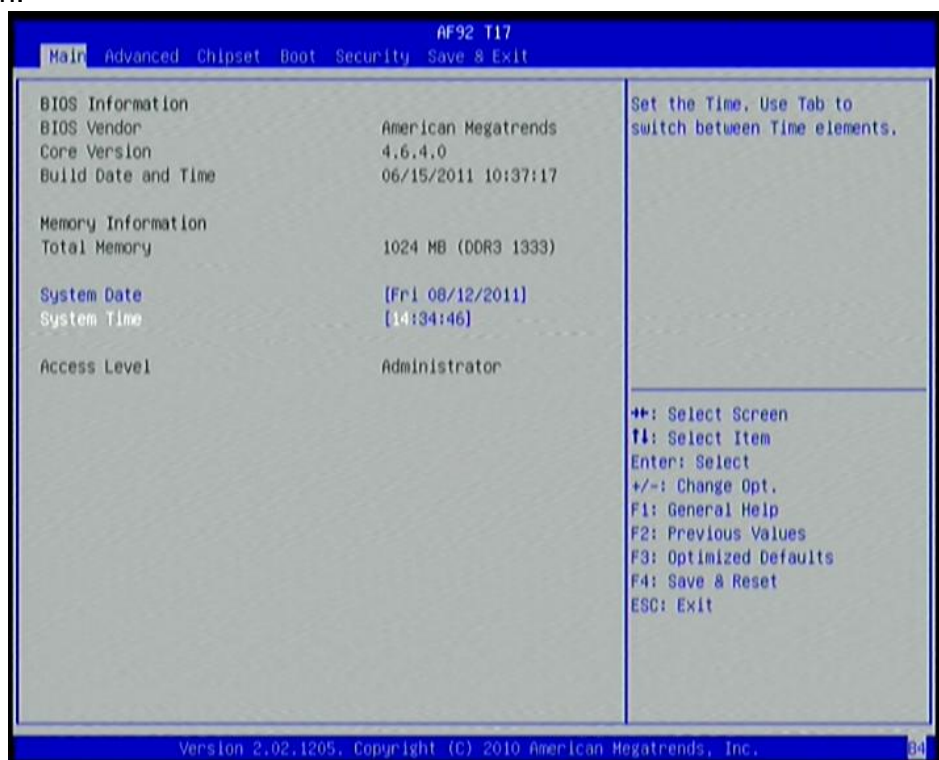 AF92 T17
Main Advanced Chipset Boot Security Save & Exit
BIOS Information
BIOS Vendor American Megatrends
Core Version 4.6.4.0
Build Date and Time 06/15/2011 10:37:17
Memory Information
Total Memory 1024 MB (DDR3 1333)
System Date [Fri 08/12/2011]
System Time [14:34:46]
Access Level Administrator
Set the Time. Use Tab to
switch between Time elements.
→←: Select Screen
↑↓: Select Item
Enter: Select
+/-: Change Opt.
F1: General Help
F2: Previous Values
F3: Optimized Defaults
F4: Save & Reset
ESC: Exit
Version 2.02.1205. Copyright (C) 2010 American Megatrends, Inc.
B4